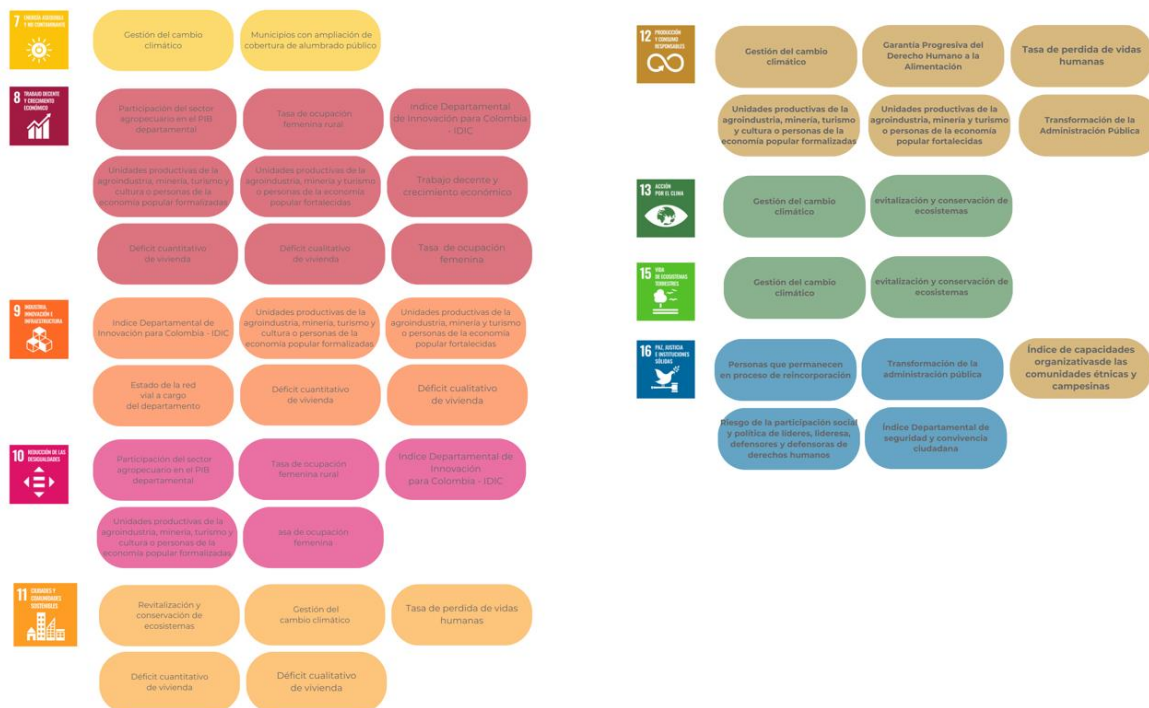 7 ENERGÍA ASEQUIBLE
Y NO CONTAMINANTE
Gestión del cambio
climático
Municipios con ampliación de
cobertura de alumbrado público
8 TRABAJO DECENTE
Y CRECIMIENTO
ECONÓMICO
Participación del sector
agropecuario en el PIB
departamental
Tasa de ocupación
femenina rural
Indice Departamental
de Innovación para Colombia
- IDIC
Unidades productivas de la
agroindustria, minería, turismo y
cultura o personas de la
economía popular formalizadas
Unidades productivas de la
agroindustria, minería y turismo
o personas de la economía
popular fortalecidas
Trabajo decente y
crecimiento económico
Déficit cuantitativo
de vivienda
Déficit cualitativo
de vivienda
Tasa de ocupación
femenina
9 INDUSTRIA,
INNOVACIÓN E
INFRAESTRUCTURA
Indice Departamental de
Innovación para Colombia - IDIC
Unidades productivas de la
agroindustria, minería, turismo y
cultura o personas de la
economía popular formalizadas
Unidades productivas de la
agroindustria, minería y turismo
o personas de la economía
popular fortalecidas
Estado de la red
vial a cargo
del departamento
Déficit cuantitativo
de vivienda
Déficit cualitativo
de vivienda
10 REDUCCIÓN DE LAS
DESIGUALDADES
Participación del sector
agropecuario en el PIB
departamental
Tasa de ocupación
femenina rural
Indice Departamental de
Innovación
para Colombia - IDIC
Unidades productivas de la
agroindustria, minería, turismo y
cultura o personas de la
economía popular formalizadas
asa de ocupación
femenina
11 CIUDADES Y
COMUNIDADES
SOSTENIBLES
Revitalización y
conservación de
ecosistemas
Gestión del
cambio climático
Tasa de perdida de vidas
humanas
Déficit cuantitativo
de vivienda
Déficit cualitativo
de vivienda
12 PRODUCCIÓN
Y CONSUMO
RESPONSABLES
Gestión del cambio
climático
Garantía Progresiva del
Derecho Humano a la
Alimentación
Tasa de perdida de vidas
humanas
Unidades productivas de la
agroindustria, minería, turismo
y cultura o personas de la
economía popular formalizadas
Unidades productivas de la
agroindustria, minería y turismo
o personas de la economía
popular fortalecidas
Transformación de la
Administración Pública
13 ACCIÓN
POR EL CLIMA
Gestión del cambio
climático
evitalización y conservación de
ecosistemas
15 VIDA
DE ECOSISTEMAS
TERRESTRES
Gestión del cambio
climático
evitalización y conservación de
ecosistemas
16 PAZ, JUSTICIA
E INSTITUCIONES
SÓLIDAS
Personas que permanecen
en proceso de reincorporación
Transformación de la
administración pública
Índice de capacidades
organizativasde las
comunidades étnicas y
campesinas
Riesgo de la participación social
y política de líderes, lideresa,
defensores y defensoras de
derechos humanos
Índice Departamental de
seguridad y convivencia
ciudadana